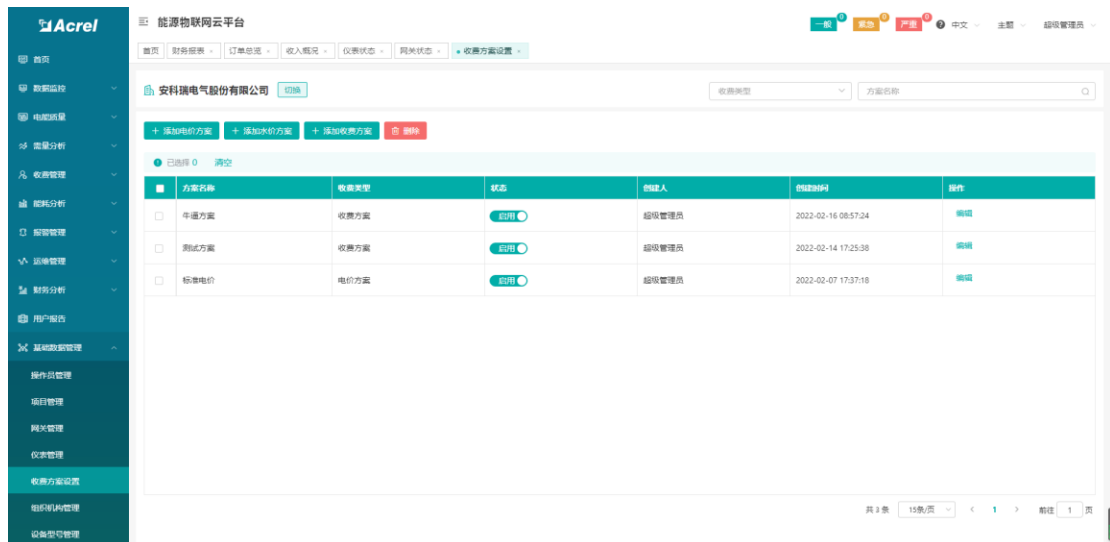 Acrel
能源物联网云平台
一般 0 紧急 0 严重 0 中文 主题 超级管理员
首页 财务报表 订单总览 收入概况 仪表状态 网关状态 收费方案设置
首页
数据监控
电能质量
需量分析
收费管理
能耗分析
报警管理
运维管理
财务分析
用户报告
基础数据管理
操作员管理
项目管理
网关管理
仪表管理
收费方案设置
组织机构管理
设备型号管理
安科瑞电气股份有限公司 切换 收费类型 方案名称
+ 添加电价方案 + 添加水价方案 + 添加收费方案 删除
已选择 0 清空
方案名称 收费类型 状态 创建人 创建时间 操作
牛逼方案 收费方案 启用 超级管理员 2022-02-16 08:57:24 编辑
测试方案 收费方案 启用 超级管理员 2022-02-14 17:25:38 编辑
标准电价 电价方案 启用 超级管理员 2022-02-07 17:37:18 编辑
共 3 条 15条/页 < 1 > 前往 1 页